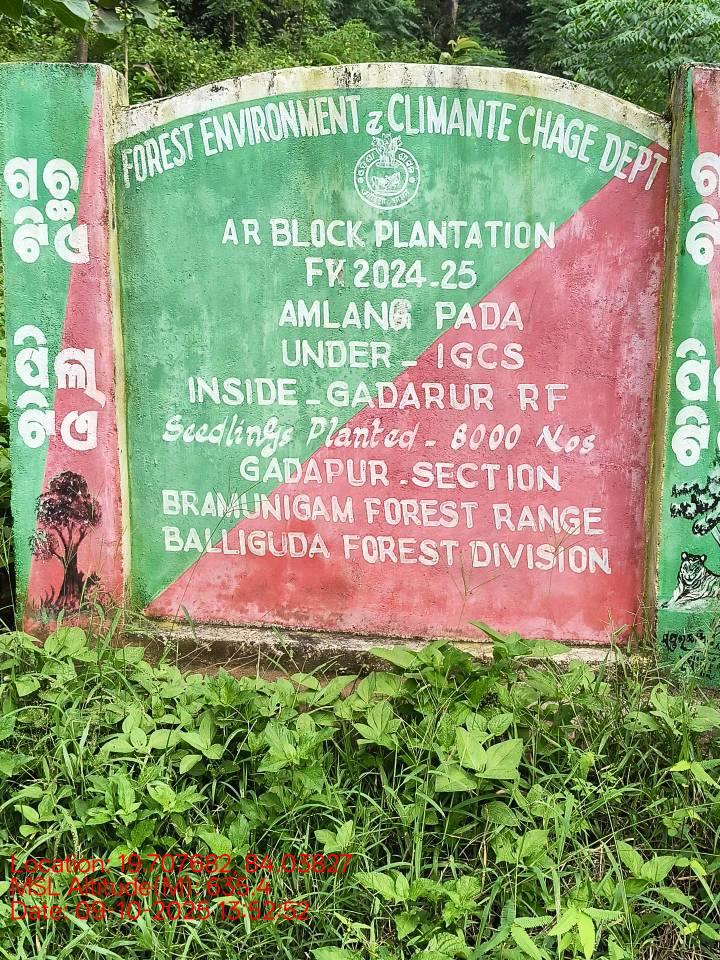 FOREST ENVIRONMENT & CLIMANTE CHAGE DEPT
AR BLOCK PLANTATION
FY 2024-25
AMLANG PADA
UNDER - IGCS
INSIDE - GADARUR RF
Seedlings Planted - 8000 Nos
GADAPUR - SECTION
BRAMUNIGAM FOREST RANGE
BALLIGUDA FOREST DIVISION
ଗଛ
ଟିଏ
ପିଲା
ଟିଏ
Location: 19.707682, 84.03827
MSL Altitude(M): 635.4
Date: 09-10-2025 13:52:52